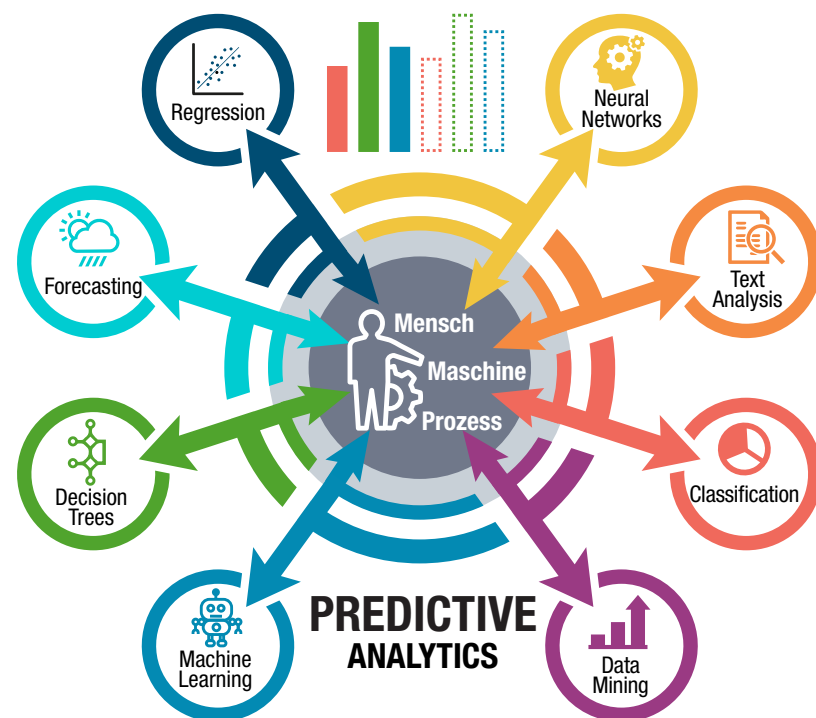 Regression
Neural
Networks
Forecasting
Text
Analysis
Mensch
Maschine
Prozess
Decision
Trees
Classification
Machine
Learning
PREDICTIVE
ANALYTICS
Data
Mining